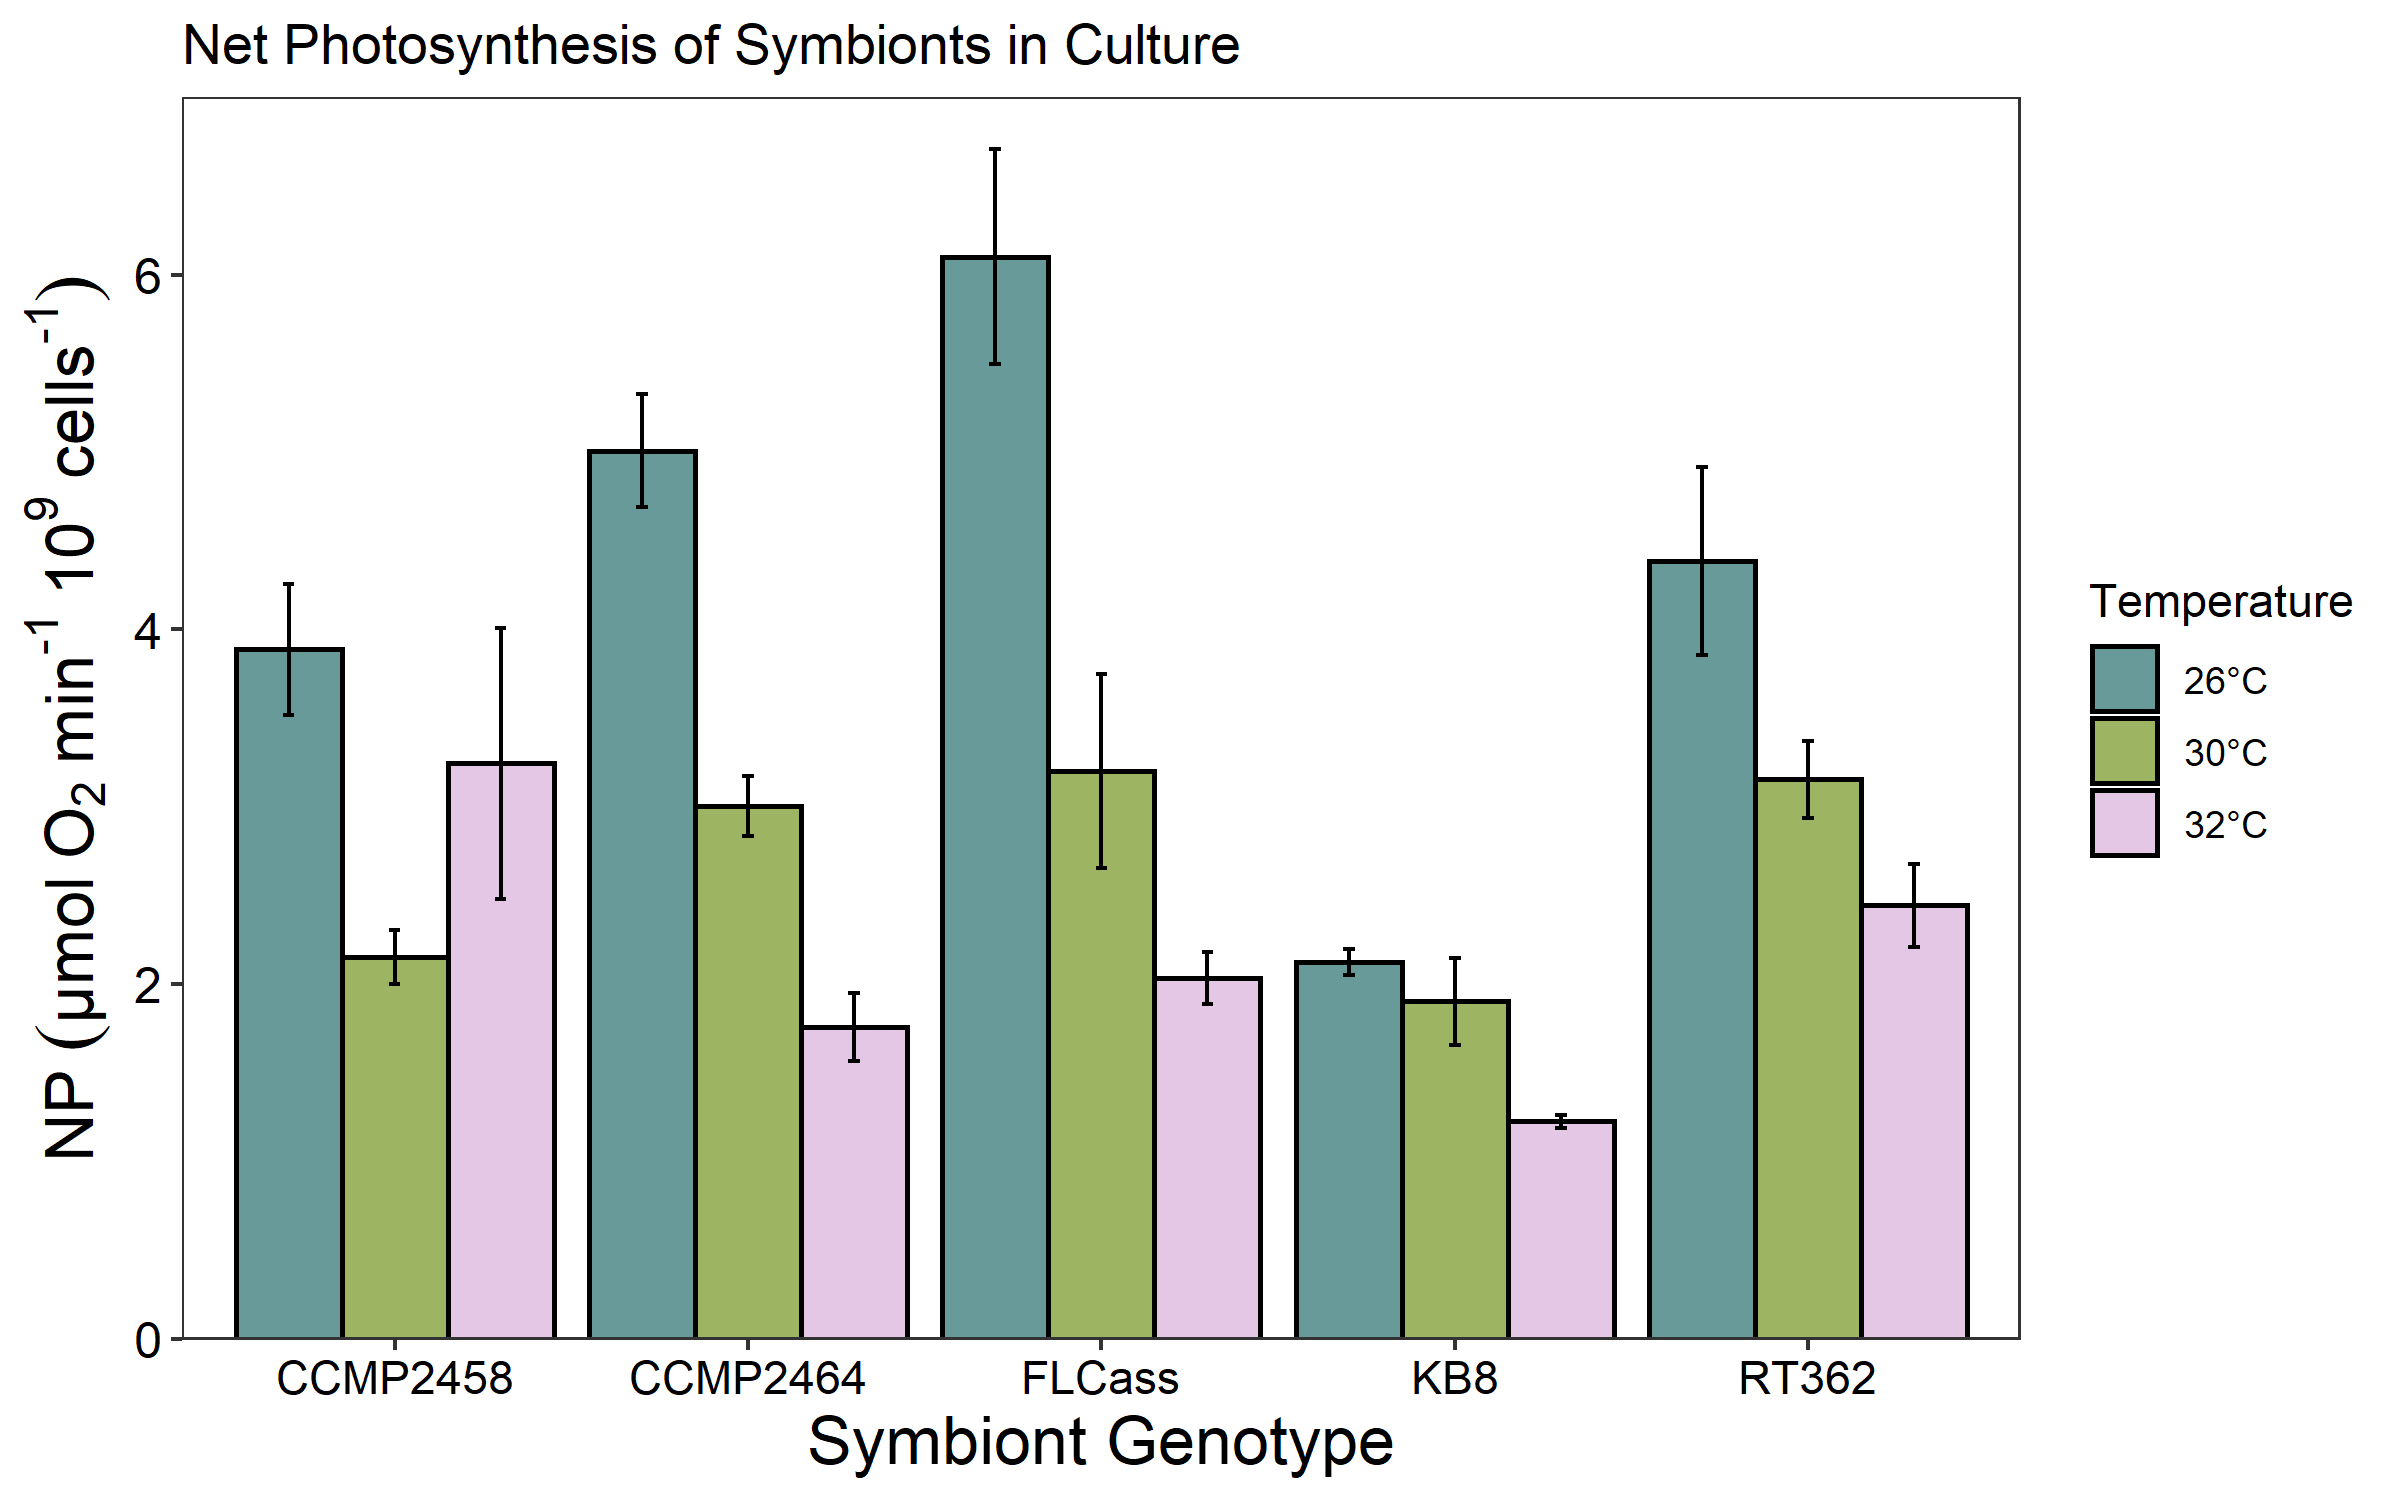 Net Photosynthesis of Symbionts in Culture
NP (µmol O₂ min⁻¹ 10⁹ cells⁻¹)
6
4
2
0
CCMP2458 CCMP2464 FLCass KB8 RT362
Symbiont Genotype
Temperature
26°C
30°C
32°C